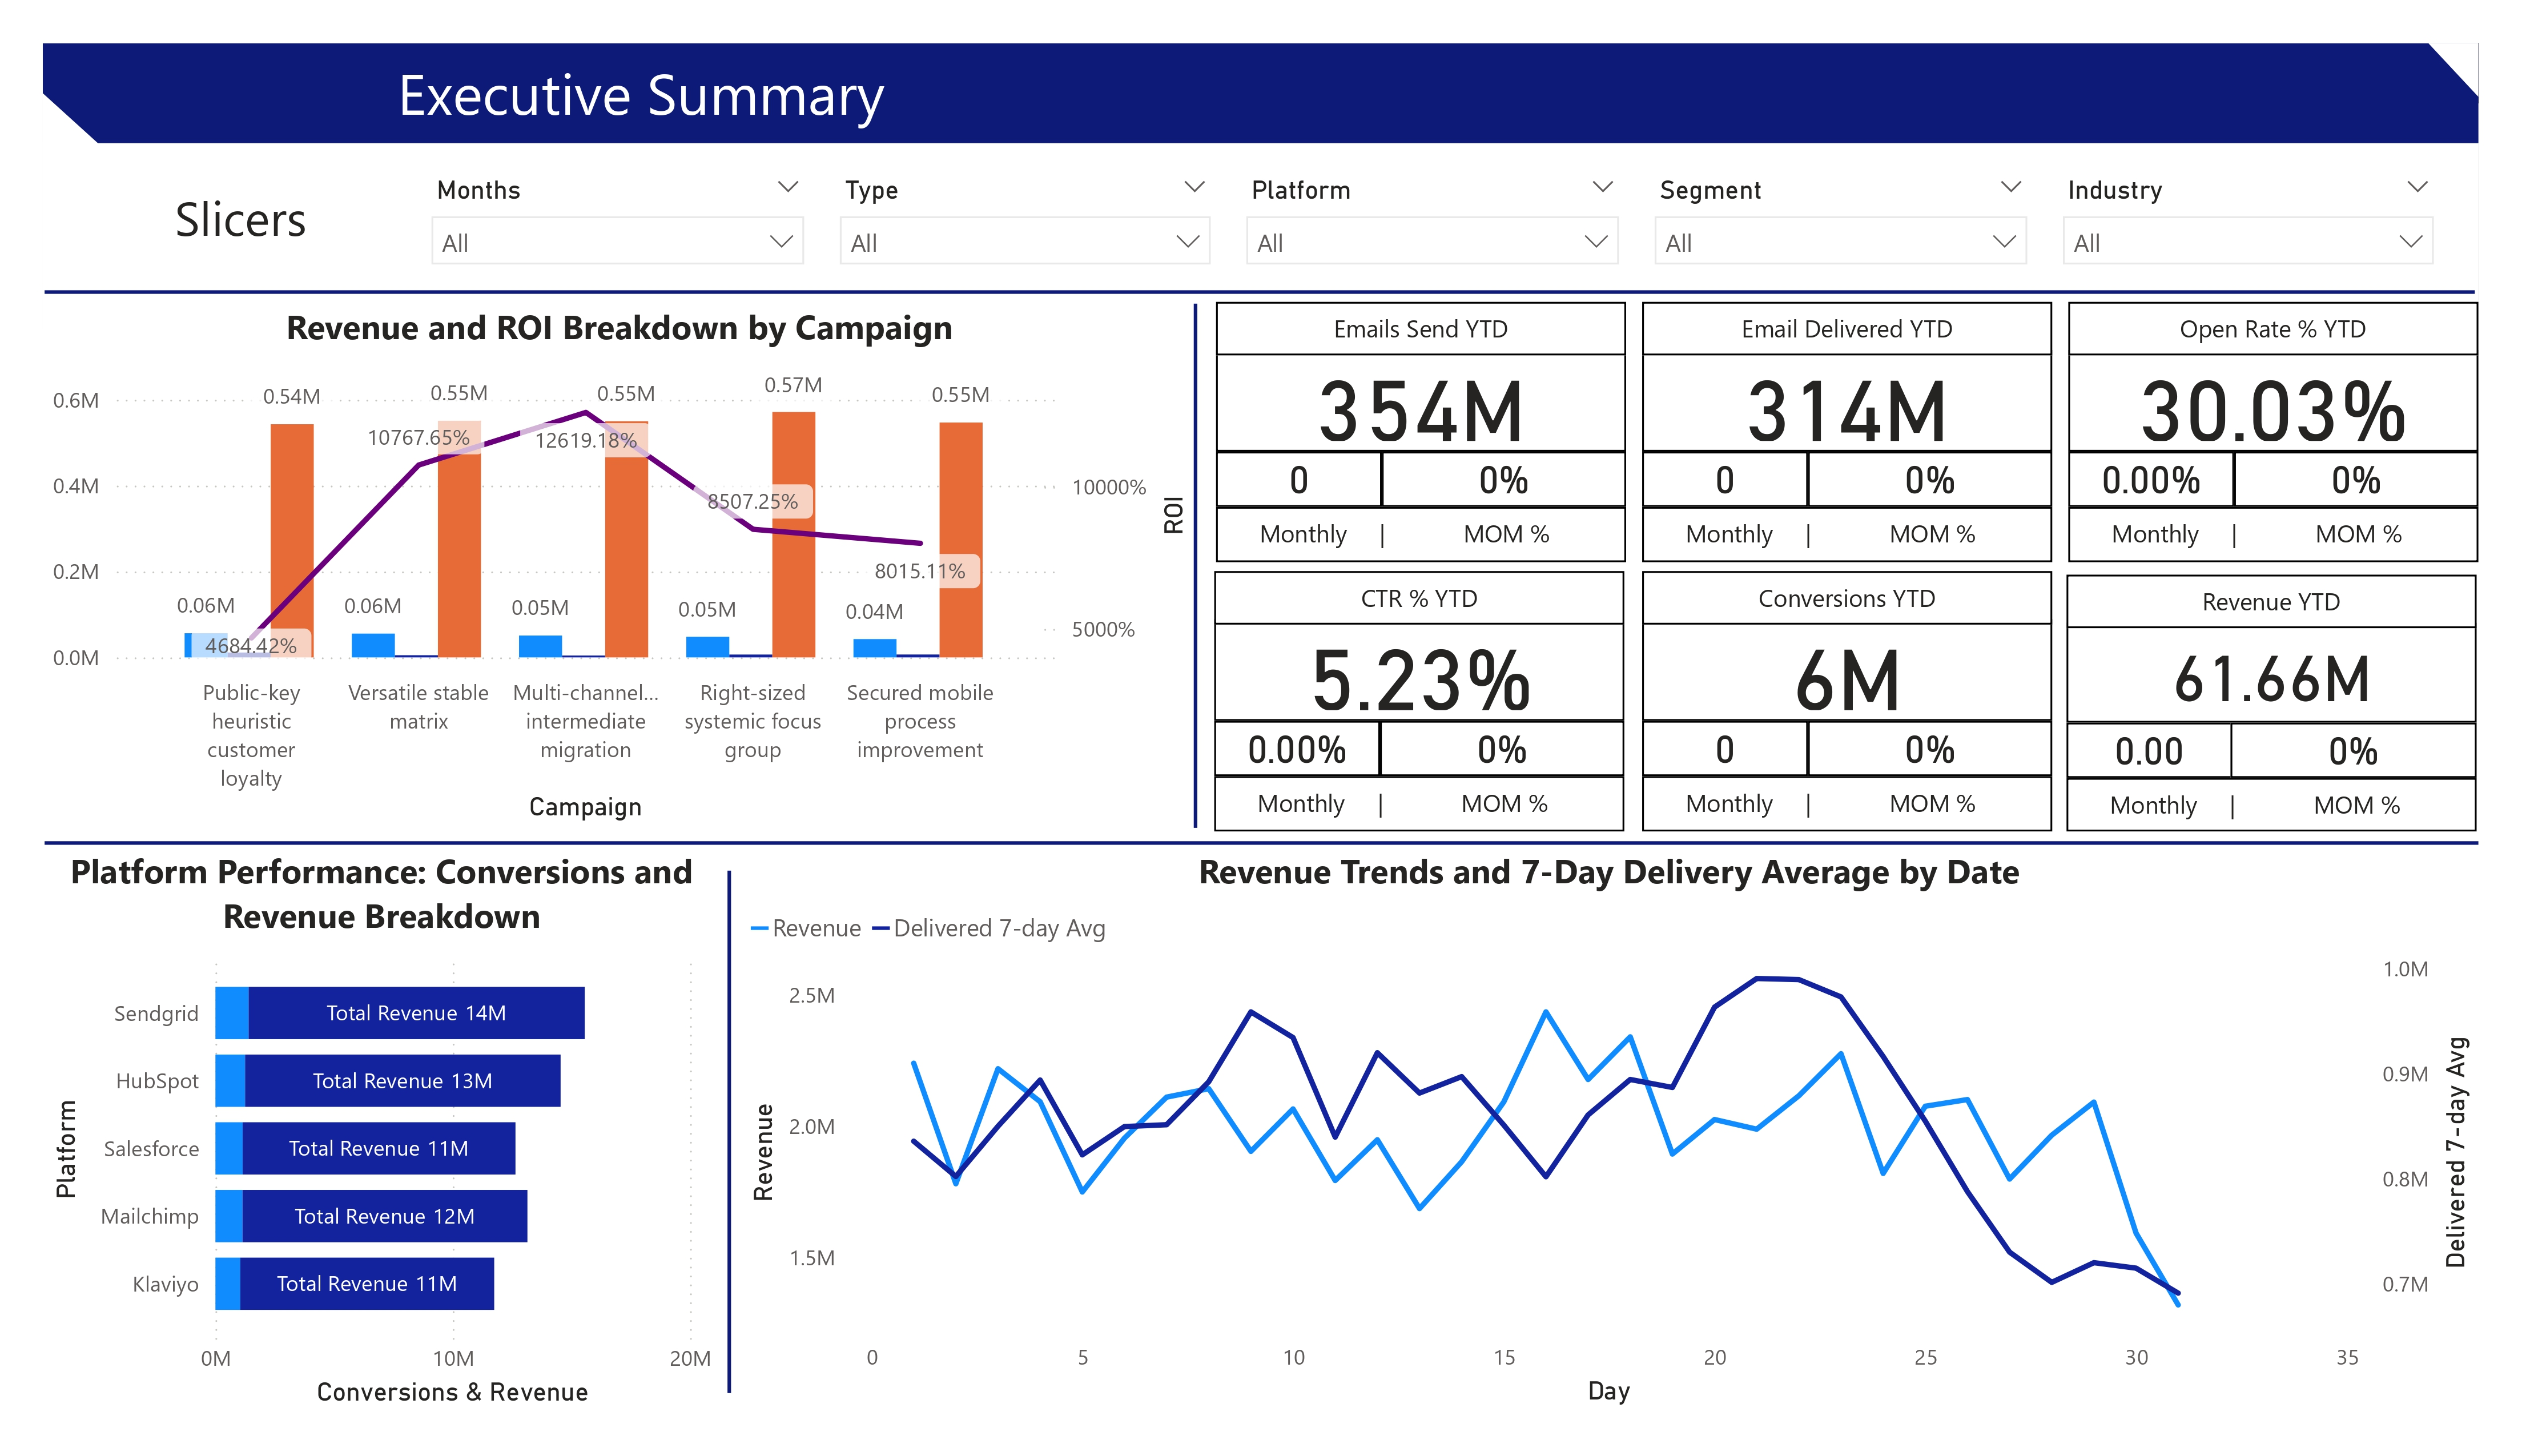 Executive Summary
Slicers
Months
All
Type
All
Platform
All
Segment
All
Industry
All
Revenue and ROI Breakdown by Campaign
0.6M
0.4M
0.2M
0.0M
0.06M
4684.42%
0.54M
0.06M
10767.65%
0.55M
0.05M
12619.18%
0.55M
0.05M
8507.25%
0.57M
0.04M
8015.11%
0.55M
10000%
5000%
ROI
Public-key
heuristic
customer
loyalty
Versatile stable
matrix
Multi-channel...
intermediate
migration
Right-sized
systemic focus
group
Secured mobile
process
improvement
Campaign
Emails Send YTD
354M
0 0%
Monthly | MOM %
Email Delivered YTD
314M
0 0%
Monthly | MOM %
Open Rate % YTD
30.03%
0.00% 0%
Monthly | MOM %
CTR % YTD
5.23%
0.00% 0%
Monthly | MOM %
Conversions YTD
6M
0 0%
Monthly | MOM %
Revenue YTD
61.66M
0.00 0%
Monthly | MOM %
Platform Performance: Conversions and
Revenue Breakdown
Platform
Sendgrid Total Revenue 14M
HubSpot Total Revenue 13M
Salesforce Total Revenue 11M
Mailchimp Total Revenue 12M
Klaviyo Total Revenue 11M
0M 10M 20M
Conversions & Revenue
Revenue Trends and 7-Day Delivery Average by Date
Revenue Delivered 7-day Avg
Revenue
2.5M
2.0M
1.5M
1.0M
0.9M
0.8M
0.7M
Delivered 7-day Avg
0 5 10 15 20 25 30 35
Day